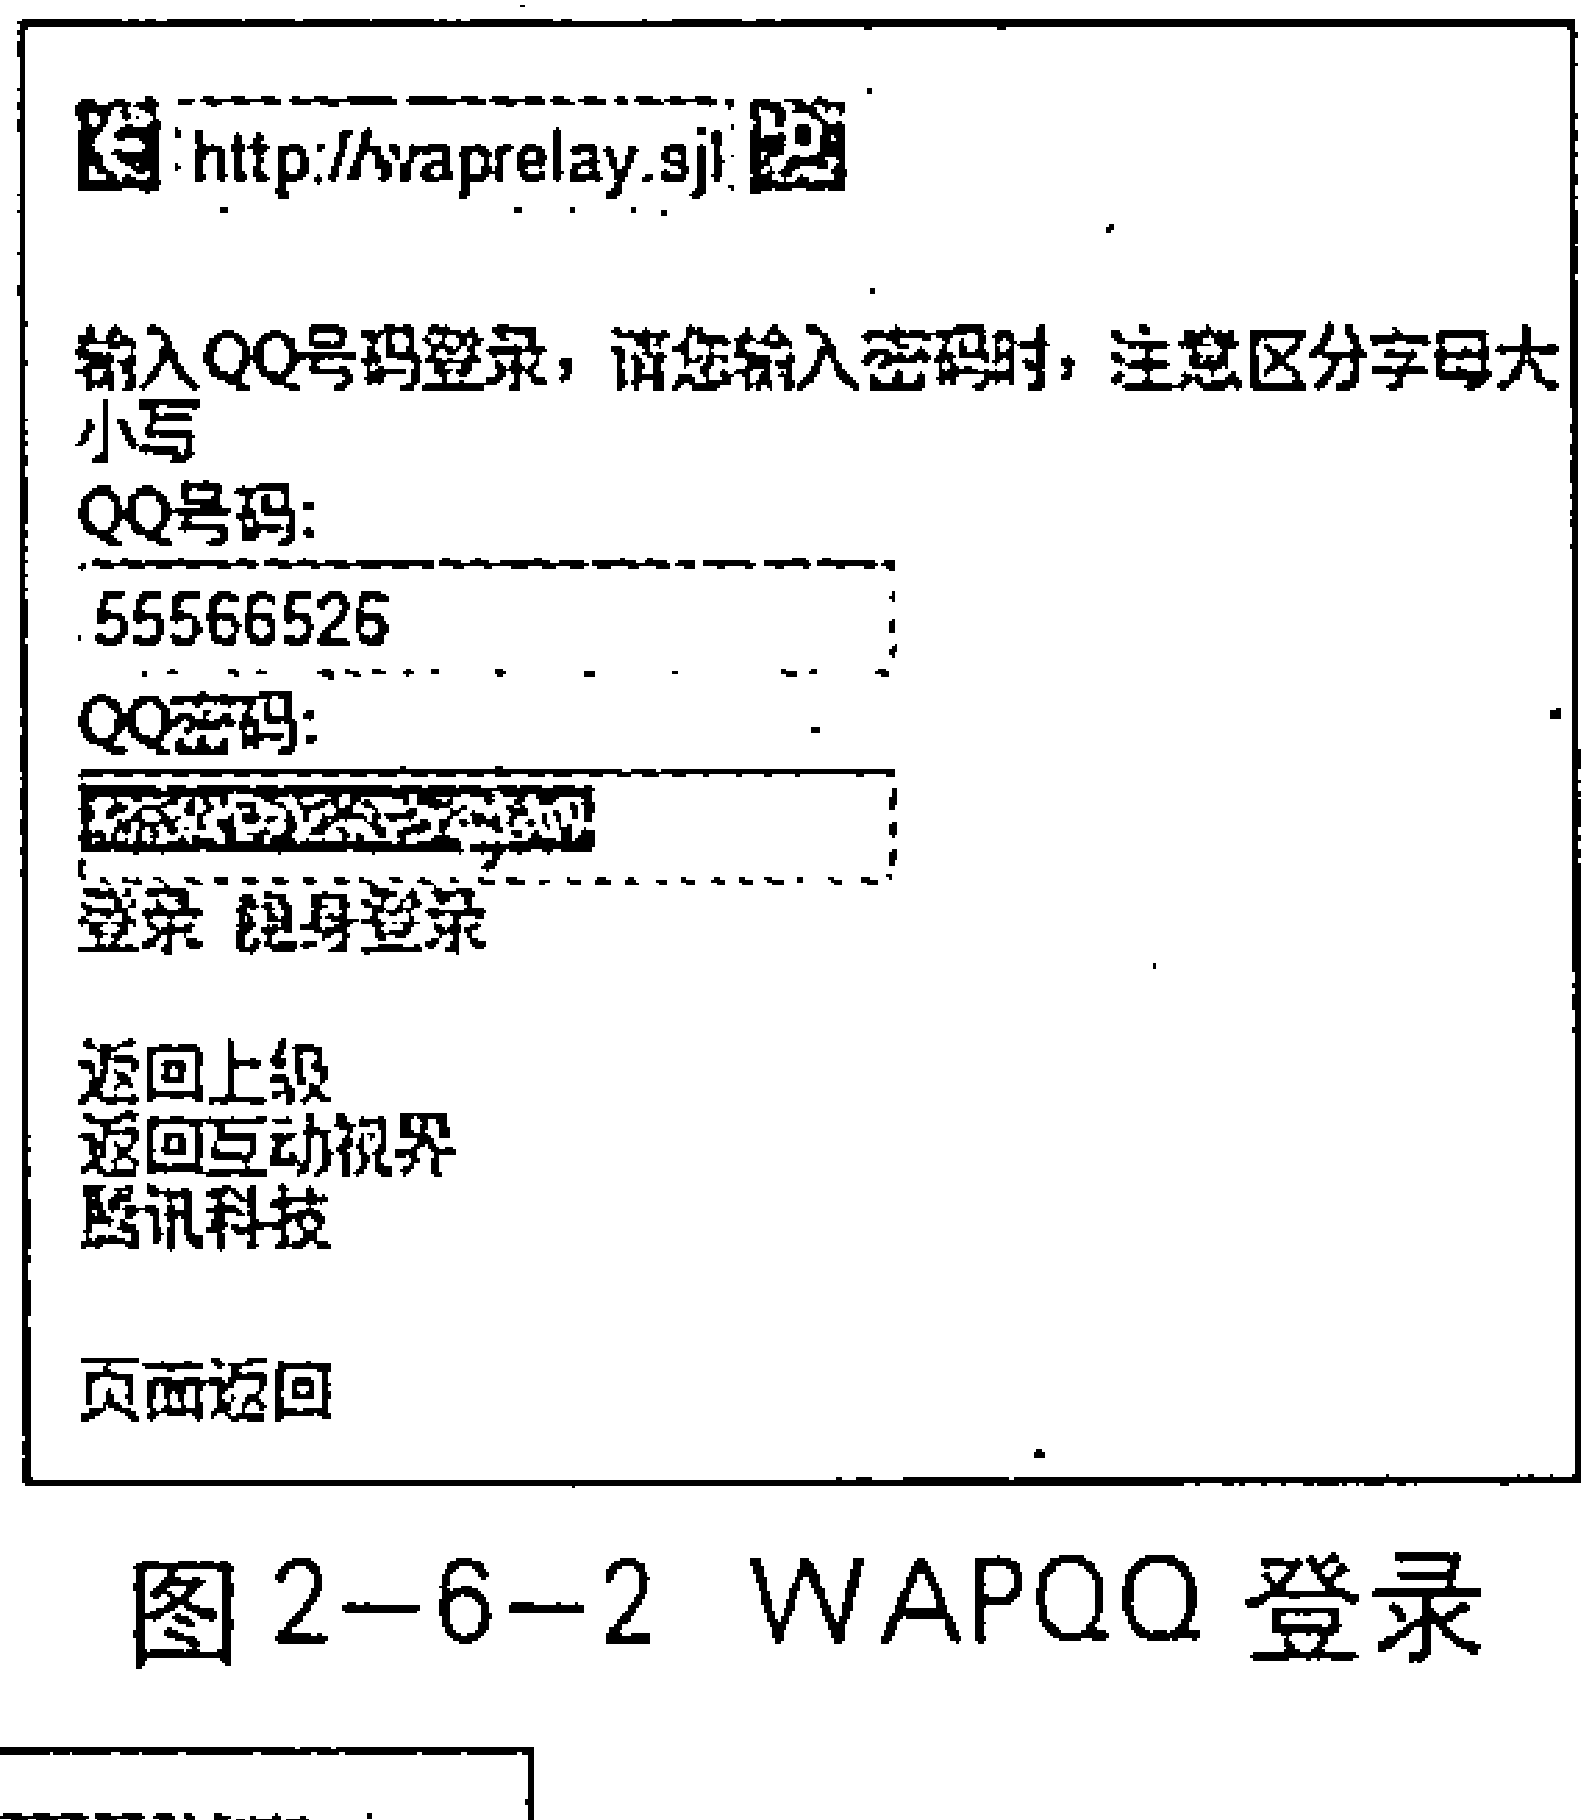 http://waprelay.sjl
输入QQ号码登录，请您输入密码时，注意区分字母大
小写
QQ号码:
55566526
QQ密码:
登录 隐身登录
返回上级
返回互动视界
腾讯科技
页面返回
图 2-6-2 WAPQQ 登录